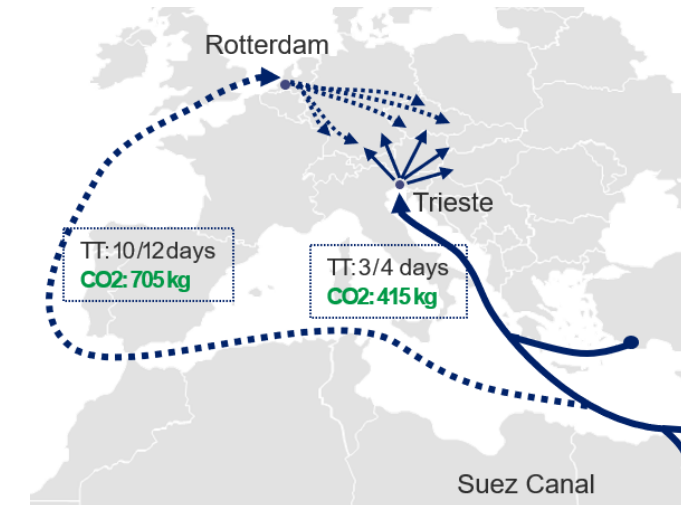 Rotterdam
Trieste
TT: 10/12 days
CO2: 705 kg
TT: 3/4 days
CO2: 415 kg
Suez Canal